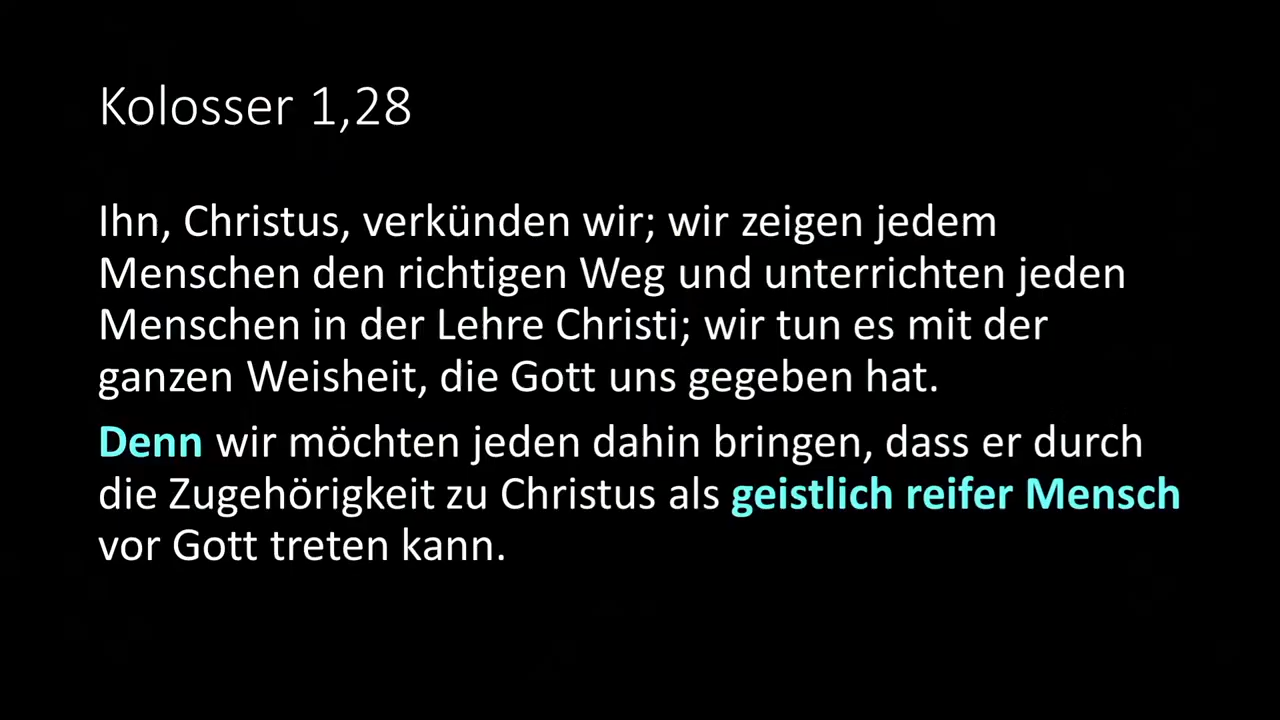 Kolosser 1,28
Ihn, Christus, verkünden wir; wir zeigen jedem
Menschen den richtigen Weg und unterrichten jeden
Menschen in der Lehre Christi; wir tun es mit der
ganzen Weisheit, die Gott uns gegeben hat.
Denn wir möchten jeden dahin bringen, dass er durch
die Zugehörigkeit zu Christus als geistlich reifer Mensch
vor Gott treten kann.